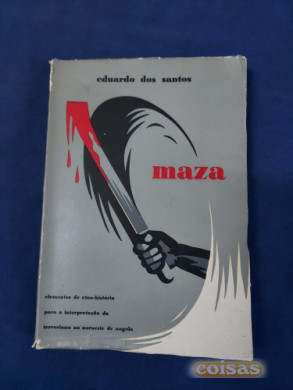 eduardo dos santos
maza
elementos de etno-história
para a interpretação do
terrorismo no noroeste de angola
coisas